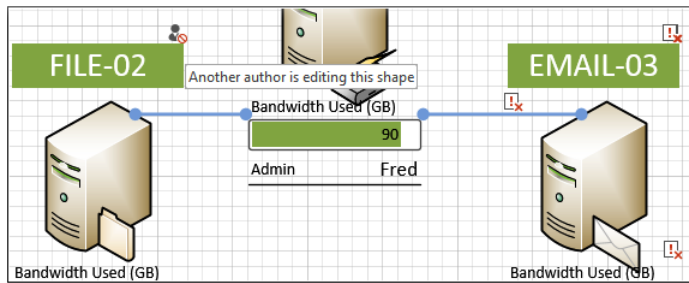 FILE-02
EMAIL-03
Another author is editing this shape
Bandwidth Used (GB)
90
Admin Fred
Bandwidth Used (GB)
Bandwidth Used (GB)